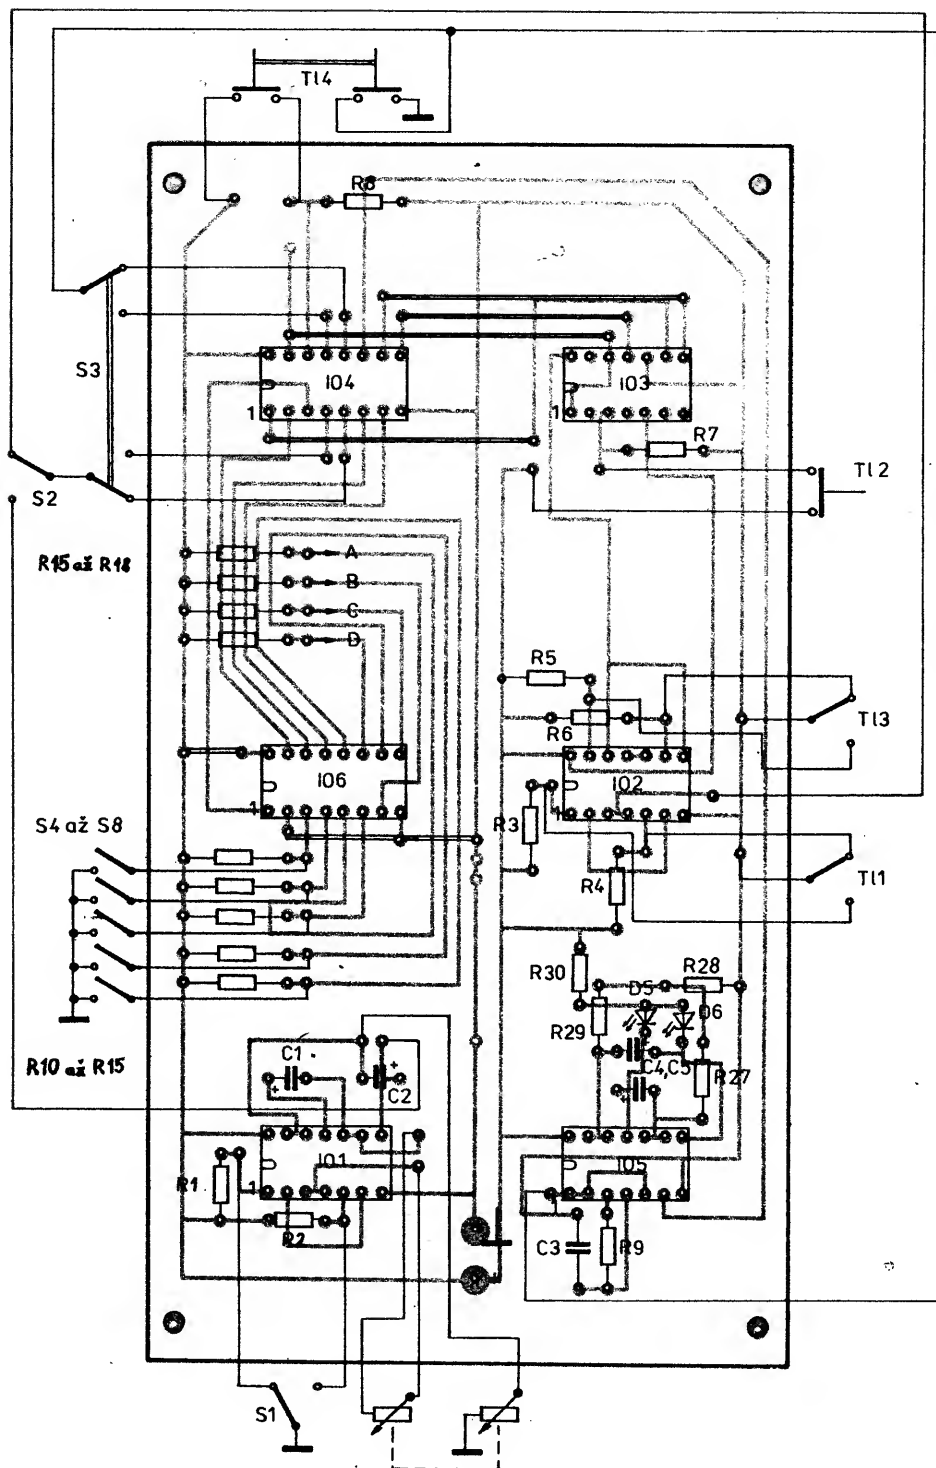 Tl4
R8
S3
IO4
IO3
1
1
R7
Tl2
S2
R15 až R18
A
B
C
D
R5
R6
Tl3
IO6
IO2
1
S4 až S8
R3
R4
Tl1
R30
R28
D5
D6
R29
C1
+
+
C2
C4,C5
R27
+
R10 až R15
IO1
IO5
R1
1
R2
C3
R9
S1